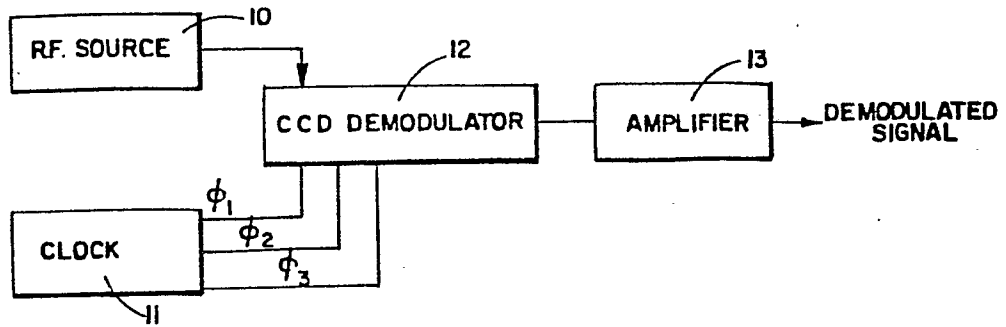 10
R.F. SOURCE
12
13
CCD DEMODULATOR
AMPLIFIER
DEMODULATED
SIGNAL
ϕ1
CLOCK
ϕ2
ϕ3
11